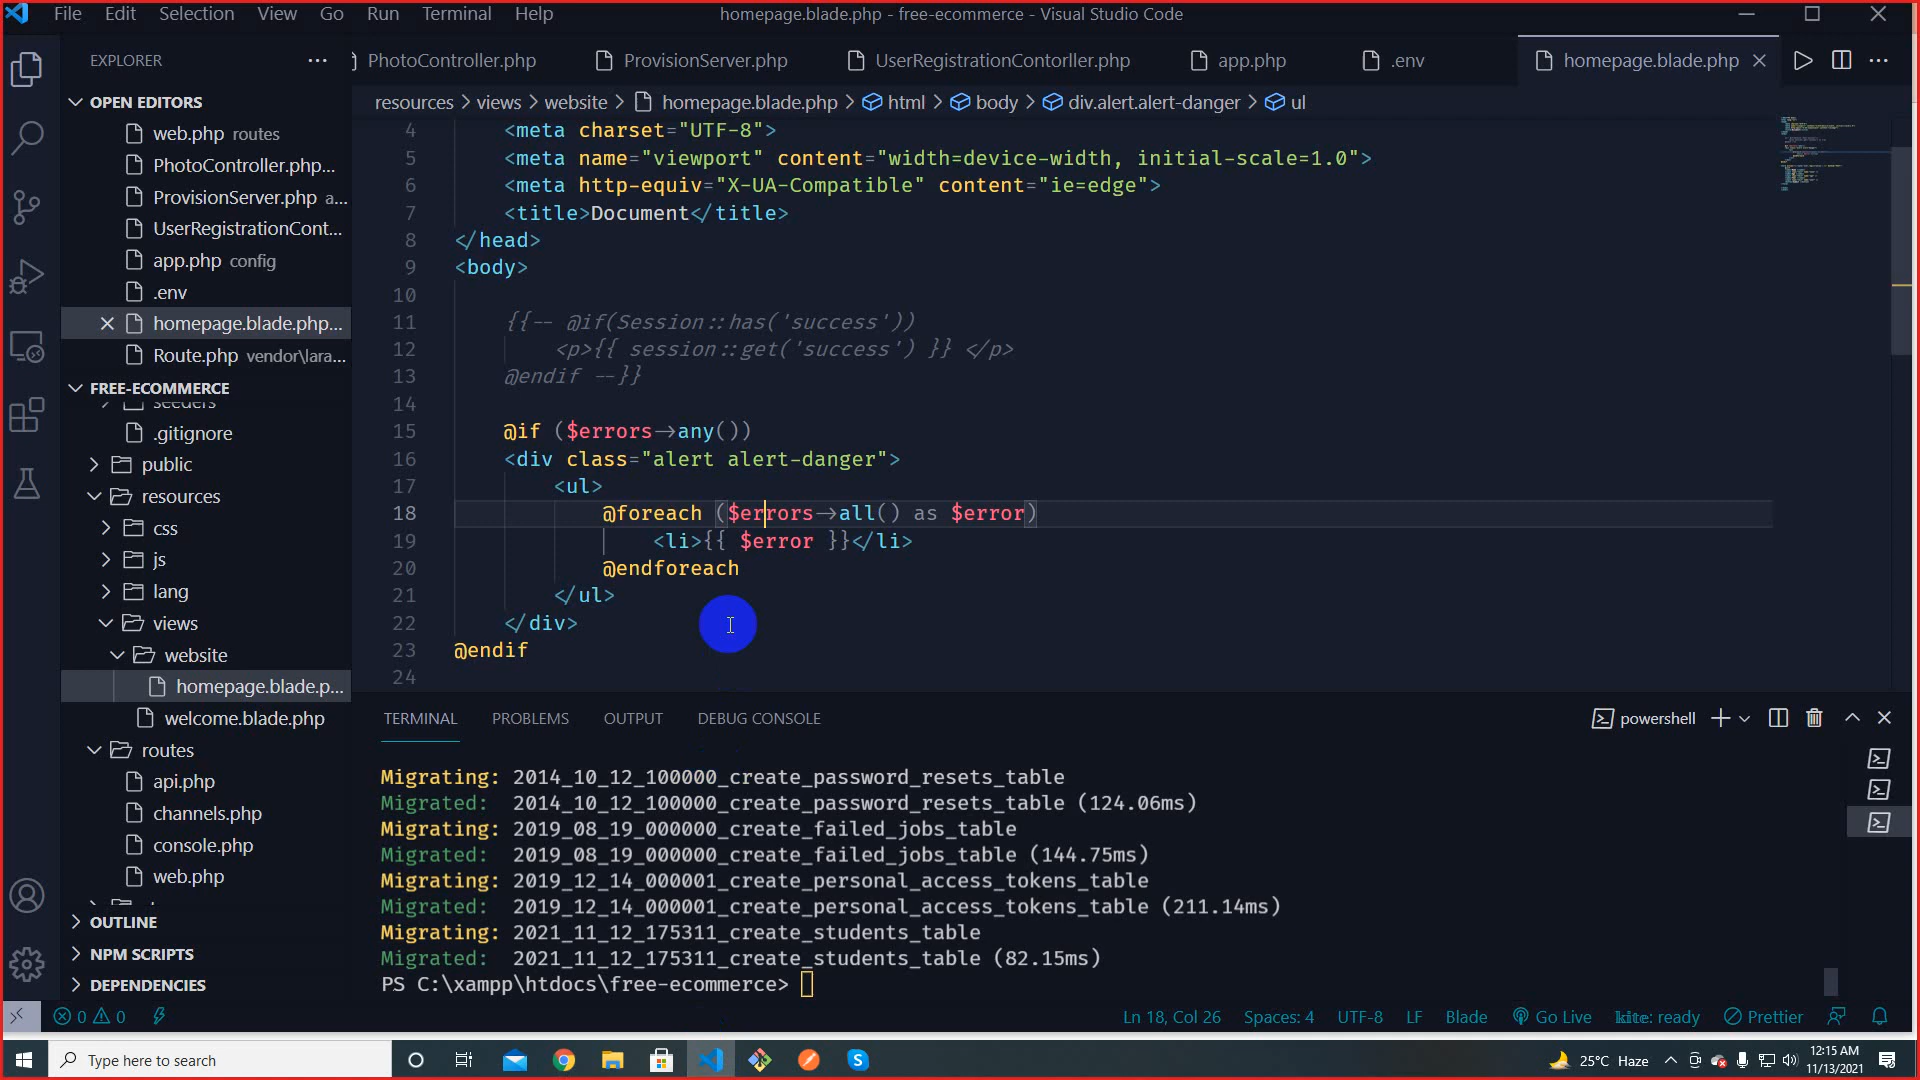 File Edit Selection View Go Run Terminal Help
homepage.blade.php - free-ecommerce - Visual Studio Code
EXPLORER
PhotoController.php
ProvisionServer.php
UserRegistrationContorller.php
app.php
.env
homepage.blade.php
OPEN EDITORS
web.php routes
PhotoController.php...
ProvisionServer.php a...
UserRegistrationCont...
app.php config
.env
homepage.blade.php...
Route.php vendor\lara...
FREE-ECOMMERCE
seeders
.gitignore
public
resources
css
js
lang
views
website
homepage.blade.p...
welcome.blade.php
routes
api.php
channels.php
console.php
web.php
OUTLINE
NPM SCRIPTS
DEPENDENCIES
resources > views > website > homepage.blade.php > html > body > div.alert.alert-danger > ul
4 <meta charset="UTF-8">
5 <meta name="viewport" content="width=device-width, initial-scale=1.0">
6 <meta http-equiv="X-UA-Compatible" content="ie=edge">
7 <title>Document</title>
8 </head>
9 <body>
10
11 {{-- @if(Session::has('success'))
12 <p>{{ session::get('success') }} </p>
13 @endif --}}
14
15 @if ($errors->any())
16 <div class="alert alert-danger">
17 <ul>
18 @foreach ($errors->all() as $error)
19 <li>{{ $error }}</li>
20 @endforeach
21 </ul>
22 </div>
23 @endif
24
TERMINAL PROBLEMS OUTPUT DEBUG CONSOLE
powershell
Migrating: 2014_10_12_100000_create_password_resets_table
Migrated: 2014_10_12_100000_create_password_resets_table (124.06ms)
Migrating: 2019_08_19_000000_create_failed_jobs_table
Migrated: 2019_08_19_000000_create_failed_jobs_table (144.75ms)
Migrating: 2019_12_14_000001_create_personal_access_tokens_table
Migrated: 2019_12_14_000001_create_personal_access_tokens_table (211.14ms)
Migrating: 2021_11_12_175311_create_students_table
Migrated: 2021_11_12_175311_create_students_table (82.15ms)
PS C:\xampp\htdocs\free-ecommerce>
0 0
Ln 18, Col 26 Spaces: 4 UTF-8 LF Blade Go Live kite: ready Prettier
Type here to search
25°C Haze
12:15 AM
11/13/2021